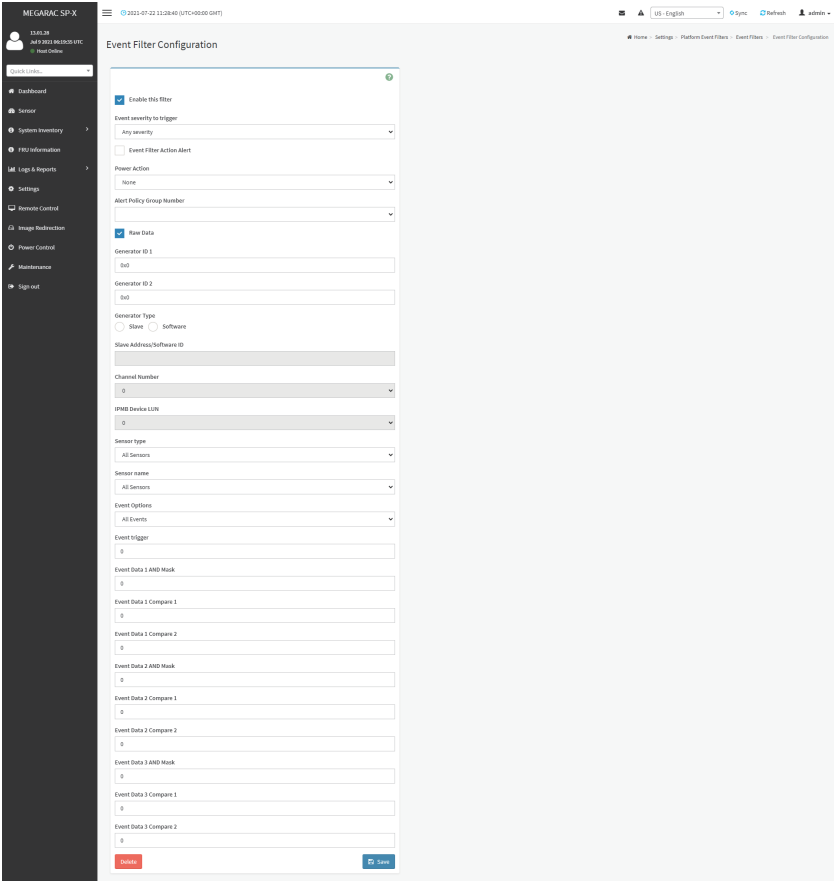 MEGARAC SP-X
2021-07-22 11:28:40 (UTC+00:00 GMT)
US - English
Sync
Refresh
admin
13.01.28
Jul 9 2021 06:19:35 UTC
Host Online
Quick Links...
Dashboard
Sensor
System Inventory
FRU Information
Logs & Reports
Settings
Remote Control
Image Redirection
Power Control
Maintenance
Sign out
Event Filter Configuration
Home > Settings > Platform Event Filters > Event Filters > Event Filter Configuration
Enable this filter
Event severity to trigger
Any severity
Event Filter Action Alert
Power Action
None
Alert Policy Group Number
Raw Data
Generator ID 1
0x0
Generator ID 2
0x0
Generator Type
Slave Software
Slave Address/Software ID
Channel Number
0
IPMB Device LUN
0
Sensor type
All Sensors
Sensor name
All Sensors
Event Options
All Events
Event trigger
0
Event Data 1 AND Mask
0
Event Data 1 Compare 1
0
Event Data 1 Compare 2
0
Event Data 2 AND Mask
0
Event Data 2 Compare 1
0
Event Data 2 Compare 2
0
Event Data 3 AND Mask
0
Event Data 3 Compare 1
0
Event Data 3 Compare 2
0
Delete
Save